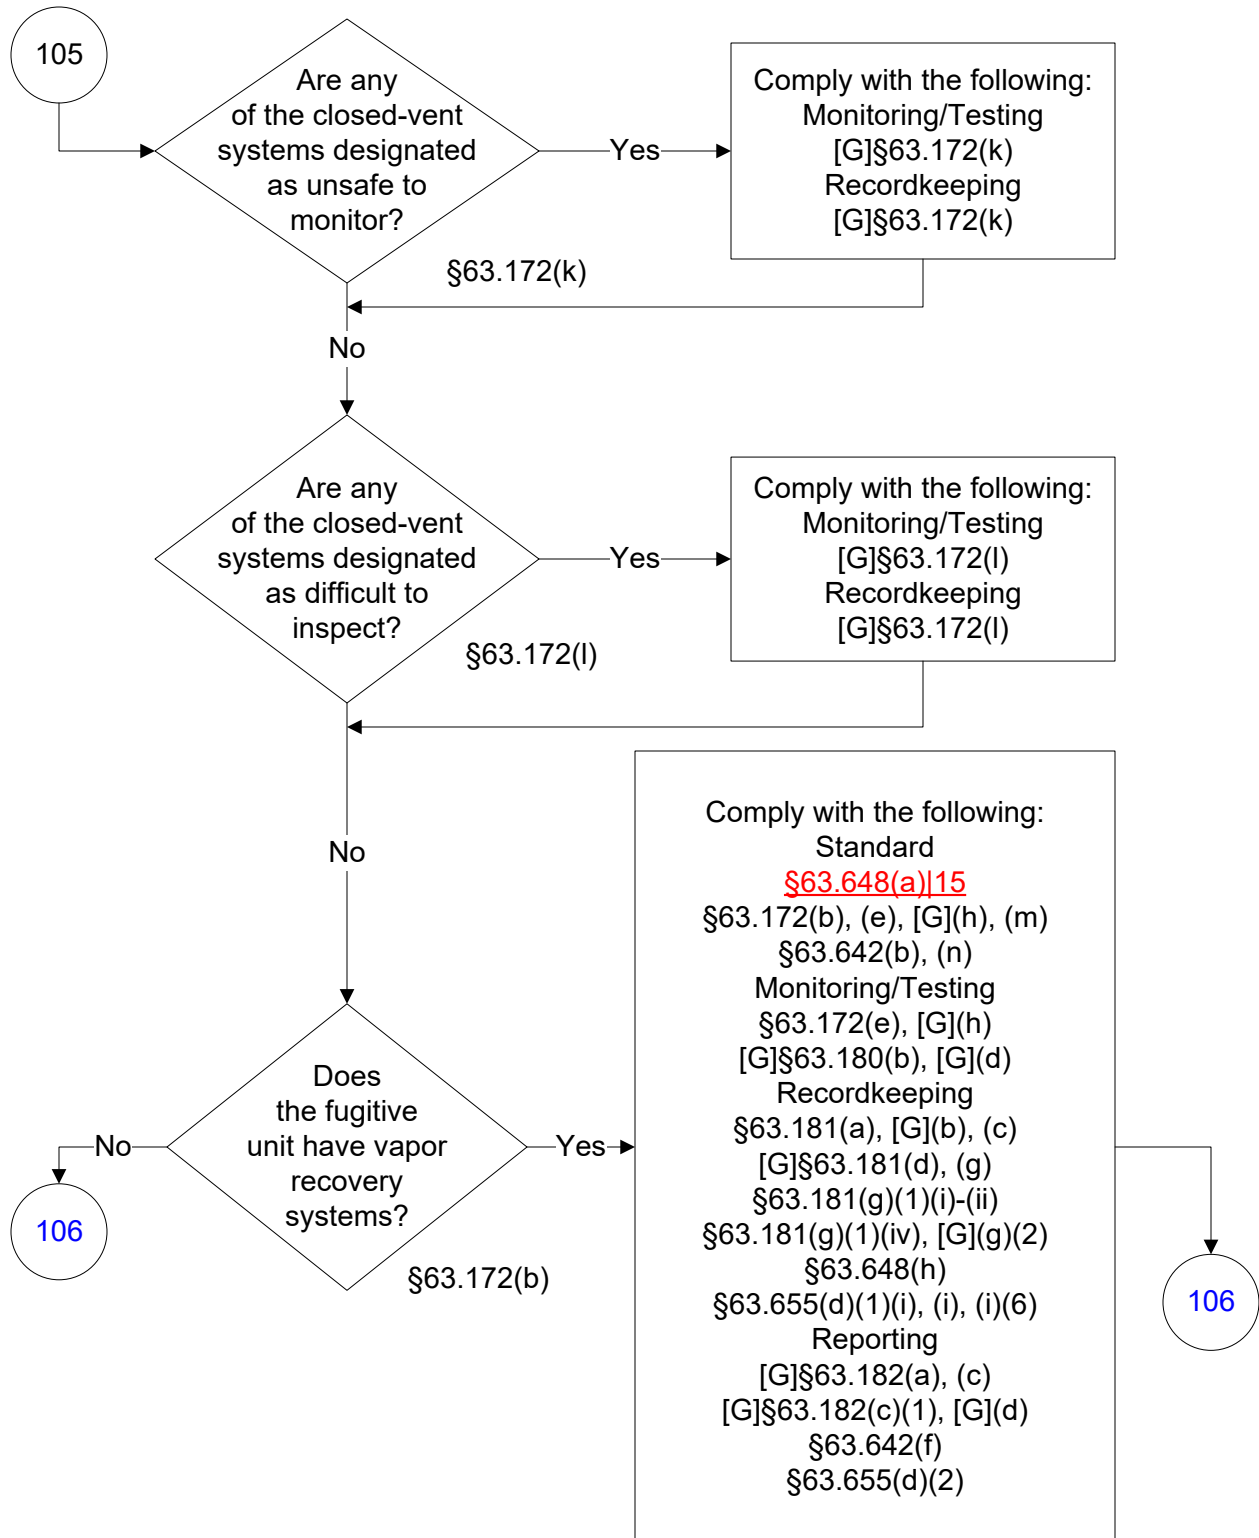 105
Are any
of the closed-vent
systems designated
as unsafe to
monitor?
Yes
Comply with the following:
Monitoring/Testing
[G]§63.172(k)
Recordkeeping
[G]§63.172(k)
§63.172(k)
No
Are any
of the closed-vent
systems designated
as difficult to
inspect?
Yes
Comply with the following:
Monitoring/Testing
[G]§63.172(l)
Recordkeeping
[G]§63.172(l)
§63.172(l)
No
Does
the fugitive
unit have vapor
recovery
systems?
§63.172(b)
No
106
Yes
Comply with the following:
Standard
§63.648(a)|15
§63.172(b), (e), [G](h), (m)
§63.642(b), (n)
Monitoring/Testing
§63.172(e), [G](h)
[G]§63.180(b), [G](d)
Recordkeeping
§63.181(a), [G](b), (c)
[G]§63.181(d), (g)
§63.181(g)(1)(i)-(ii)
§63.181(g)(1)(iv), [G](g)(2)
§63.648(h)
§63.655(d)(1)(i), (i), (i)(6)
Reporting
[G]§63.182(a), (c)
[G]§63.182(c)(1), [G](d)
§63.642(f)
§63.655(d)(2)
106